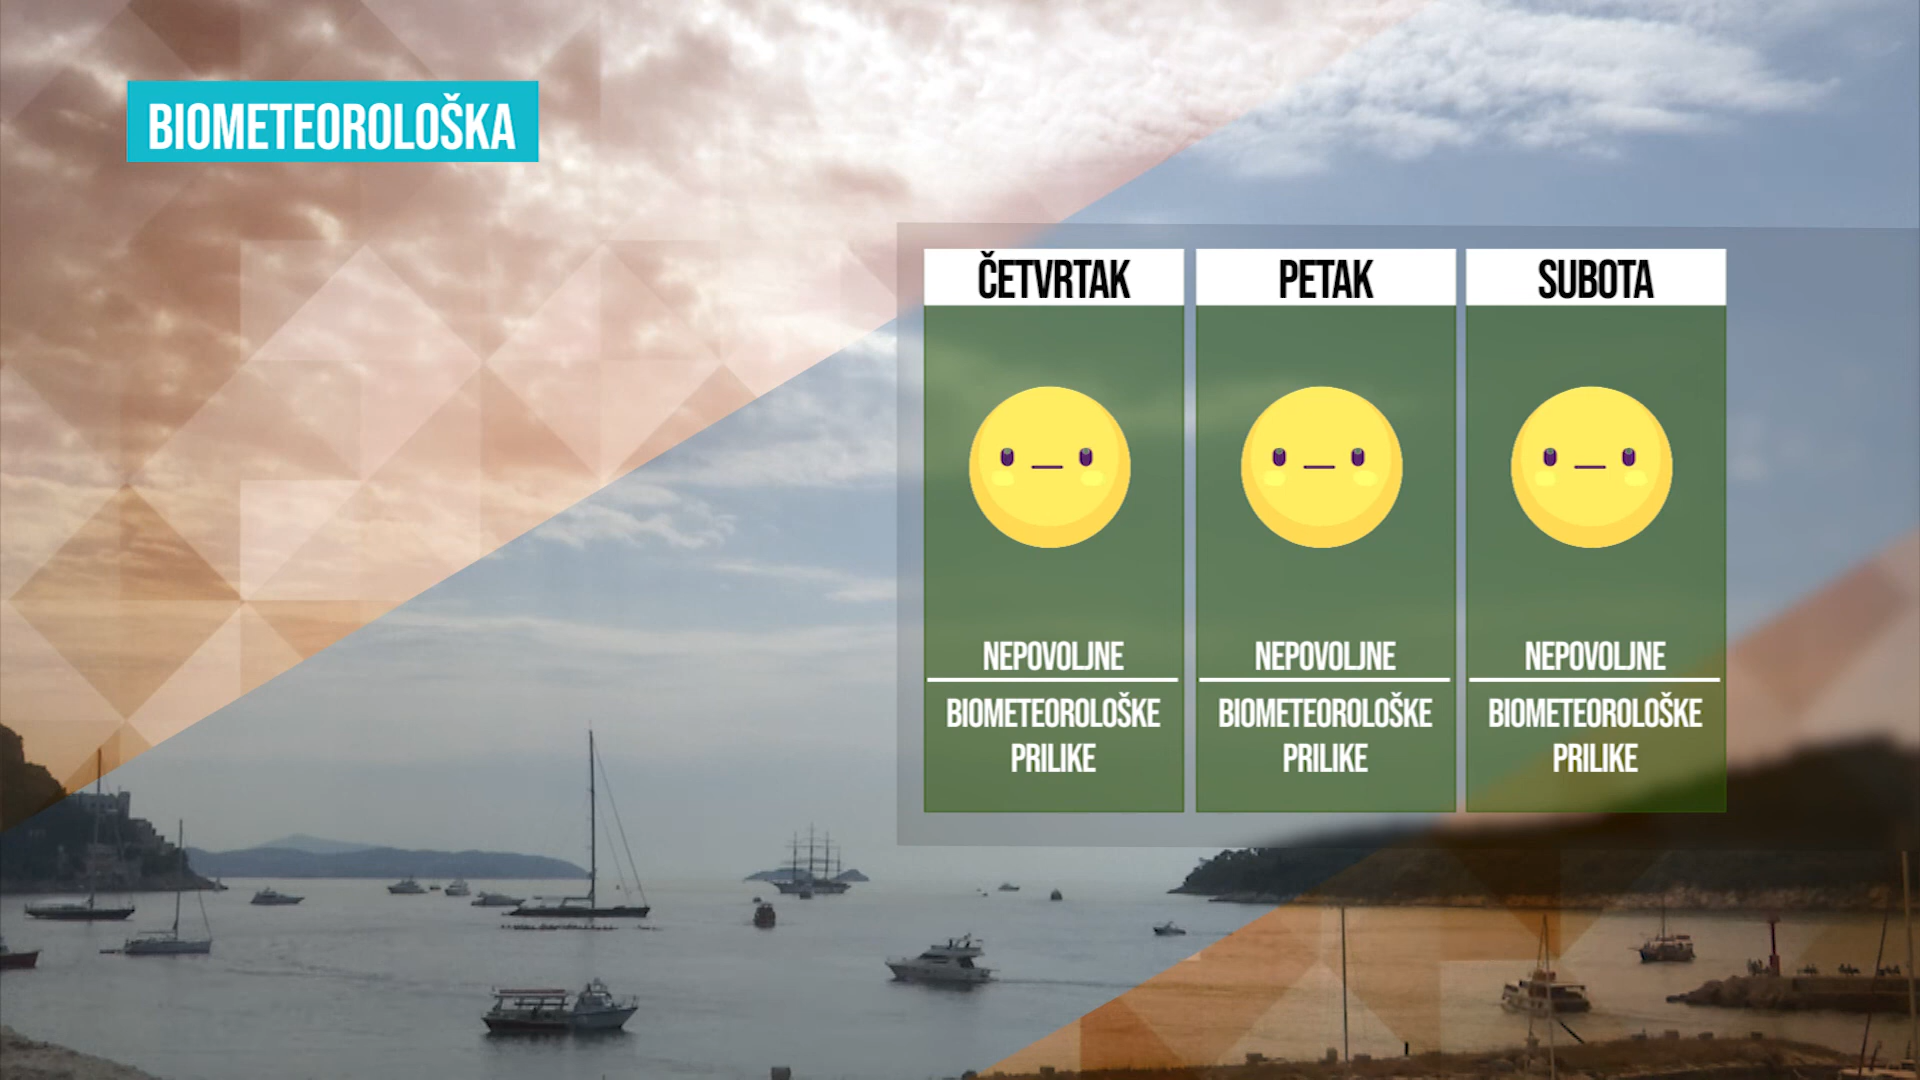 BIOMETEOROLOŠKA
ČETVRTAK
NEPOVOLJNE
BIOMETEOROLOŠKE
PRILIKE
PETAK
NEPOVOLJNE
BIOMETEOROLOŠKE
PRILIKE
SUBOTA
NEPOVOLJNE
BIOMETEOROLOŠKE
PRILIKE